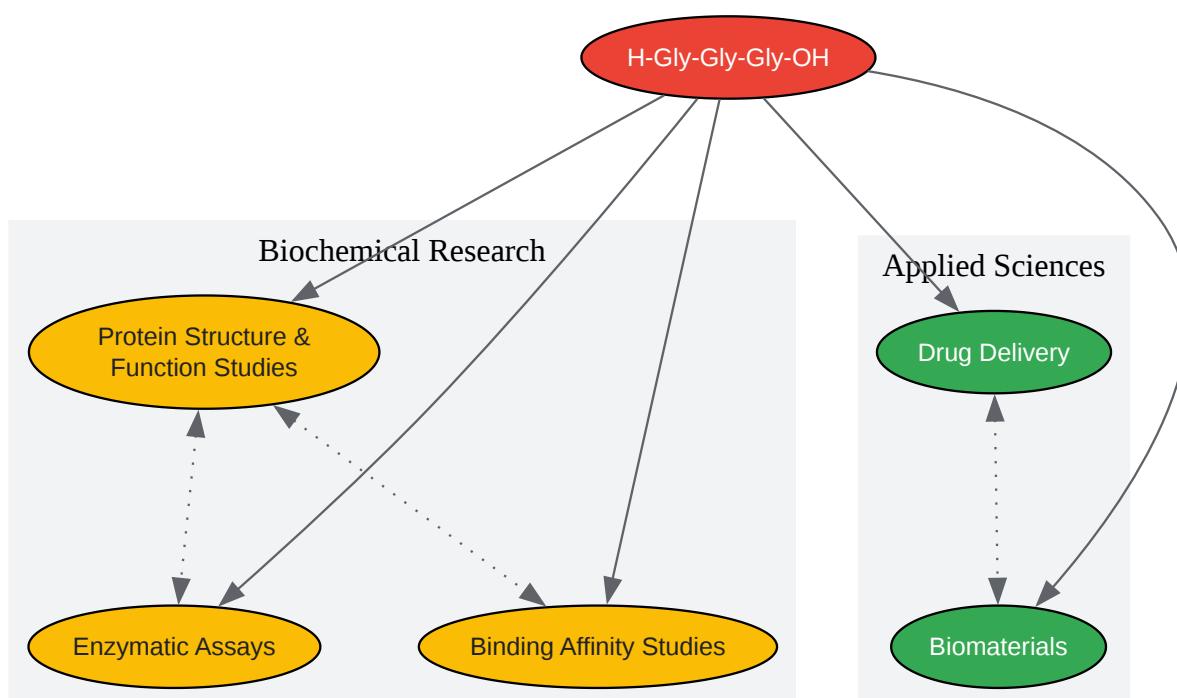 H-Gly-Gly-Gly-OH
Biochemical Research
Applied Sciences
Protein Structure &
Function Studies
Drug Delivery
Enzymatic Assays
Binding Affinity Studies
Biomaterials